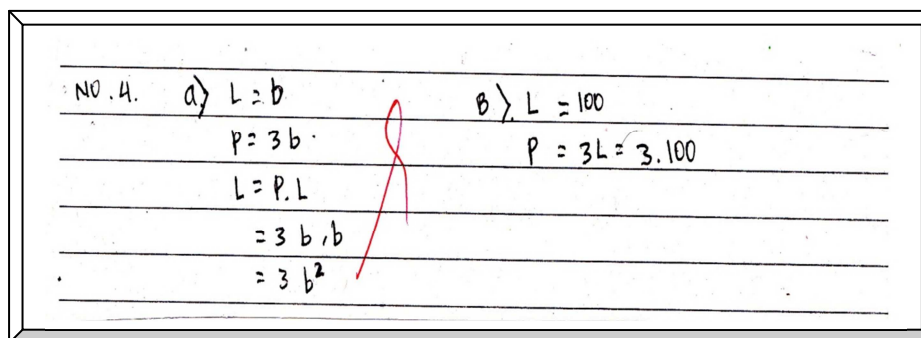 NO.4. a) L = b
P = 3b.
L = P.L
= 3 b, b
= 3 b²
B). L = 100
P = 3L = 3.100